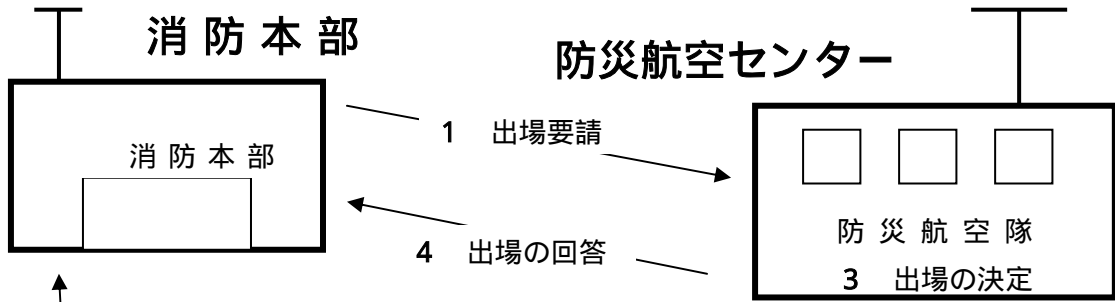 消防本部
防災航空センター
1 出場要請
消防本部
防災航空隊
4 出場の回答
3 出場の決定